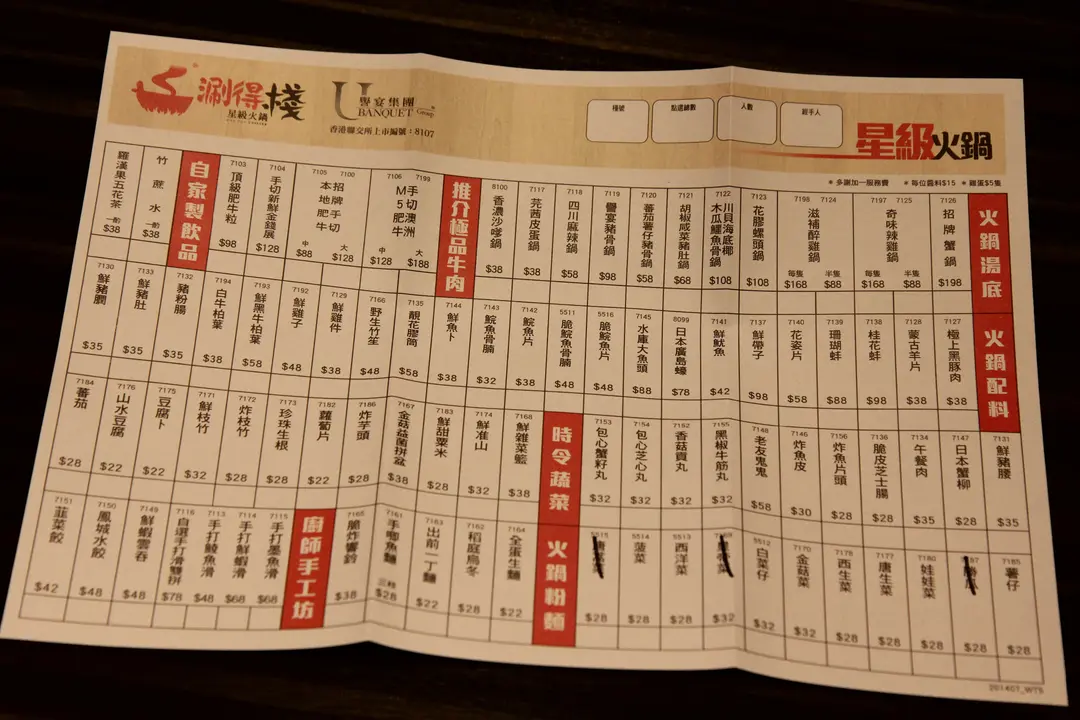 涮得棧
星級火鍋
U BANQUET Group
譽宴集團
香港聯交所上市編號：8107
檯號
點選總數
人數
經手人
星級火鍋
＊多謝加一服務費 ＊每位醬料$15 ＊雞蛋$5隻
火鍋湯底
7126 招牌蟹鍋 $198
7197 7125 奇味辣雞鍋 半隻 $88 每隻 $168
7198 7124 滋補醉雞鍋 半隻 $88 每隻 $168
7123 花膠螺頭鍋 $108
7122 川貝海底椰木瓜鱷魚骨鍋 $108
7121 胡椒咸菜豬肚鍋 $68
7120 蕃茄薯仔豬骨鍋 $58
7119 譽宴豬骨鍋 $98
7118 四川麻辣鍋 $58
7117 芫茜皮蛋鍋 $38
8100 香濃沙嗲鍋 $38
推介極品牛肉
7106 7199 手切澳洲M5肥牛 大 $188 中 $128
7105 7100 招牌手切本地肥牛 大 $128 中 $88
7104 手切新鮮金錢展 $128
7103 頂級肥牛粒 $98
自家製飲品
竹蔗水 一勺 $38
羅漢果五花茶 一勺 $38
火鍋配料
7127 極上黑豚肉 $38
7128 蒙古羊片 $38
7138 桂花蚌 $98
7139 珊瑚蚌 $88
7140 花姿片 $58
7137 鮮帶子 $98
7141 鮮魷魚 $42
8099 日本廣島蠔 $78
7145 水庫大魚頭 $88
5516 脆鯇魚片 $48
5511 脆鯇魚骨腩 $48
7142 鯇魚片 $38
7143 鯇魚骨腩 $32
7144 鮮魚卜 $38
7135 靚花膠筒 $58
7166 野生竹笙 $48
7129 鮮雞件 $38
7192 鮮雞子 $48
7193 鮮黑牛柏葉 $58
7194 白牛柏葉 $38
7132 豬粉腸 $35
7133 鮮豬肚 $35
7130 鮮豬膶 $35
7131 鮮豬腰 $35
7147 日本蟹柳 $28
7134 午餐肉 $35
7136 脆皮芝士腸 $28
7156 炸魚片頭 $28
7146 炸魚皮 $30
7148 老友鬼鬼 $58
7155 黑椒牛筋丸 $32
7152 香菇貢丸 $32
7154 包心芝心丸 $32
7153 包心蟹籽丸 $32
時令蔬菜
7168 鮮雜菜籃 $38
7174 鮮准山 $32
7183 鮮甜粟米 $28
7167 金菇益菌拼盆 $38
7186 炸芋頭 $28
7182 蘿蔔片 $22
7173 珍珠生根 $28
7172 炸枝竹 $28
7171 鮮枝竹 $32
7175 豆腐卜 $22
7176 山水豆腐 $22
7184 蕃茄 $28
7185 薯仔 $28
$28
7180 娃娃菜 $28
7177 唐生菜 $28
7178 西生菜 $28
7170 金菇菜 $32
5512 白菜仔 $32
$32
5513 西洋菜 $28
5514 菠菜 $28
5515 $28
火鍋粉麵
7164 全蛋生麵 $22
7162 稻庭烏冬 $28
7163 出前一丁麵 $22
7161 手唧魚麵 三條 $28
7165 脆炸響鈴 $38
廚師手工坊
7115 手打墨魚滑 $68
7114 手打鮮蝦滑 $68
7113 手打鯪魚滑 $48
7116 自選手打滑雙拼 $78
7149 鮮蝦雲吞 $48
7150 鳳城水餃 $48
7151 韮菜餃 $42
201407_WTS